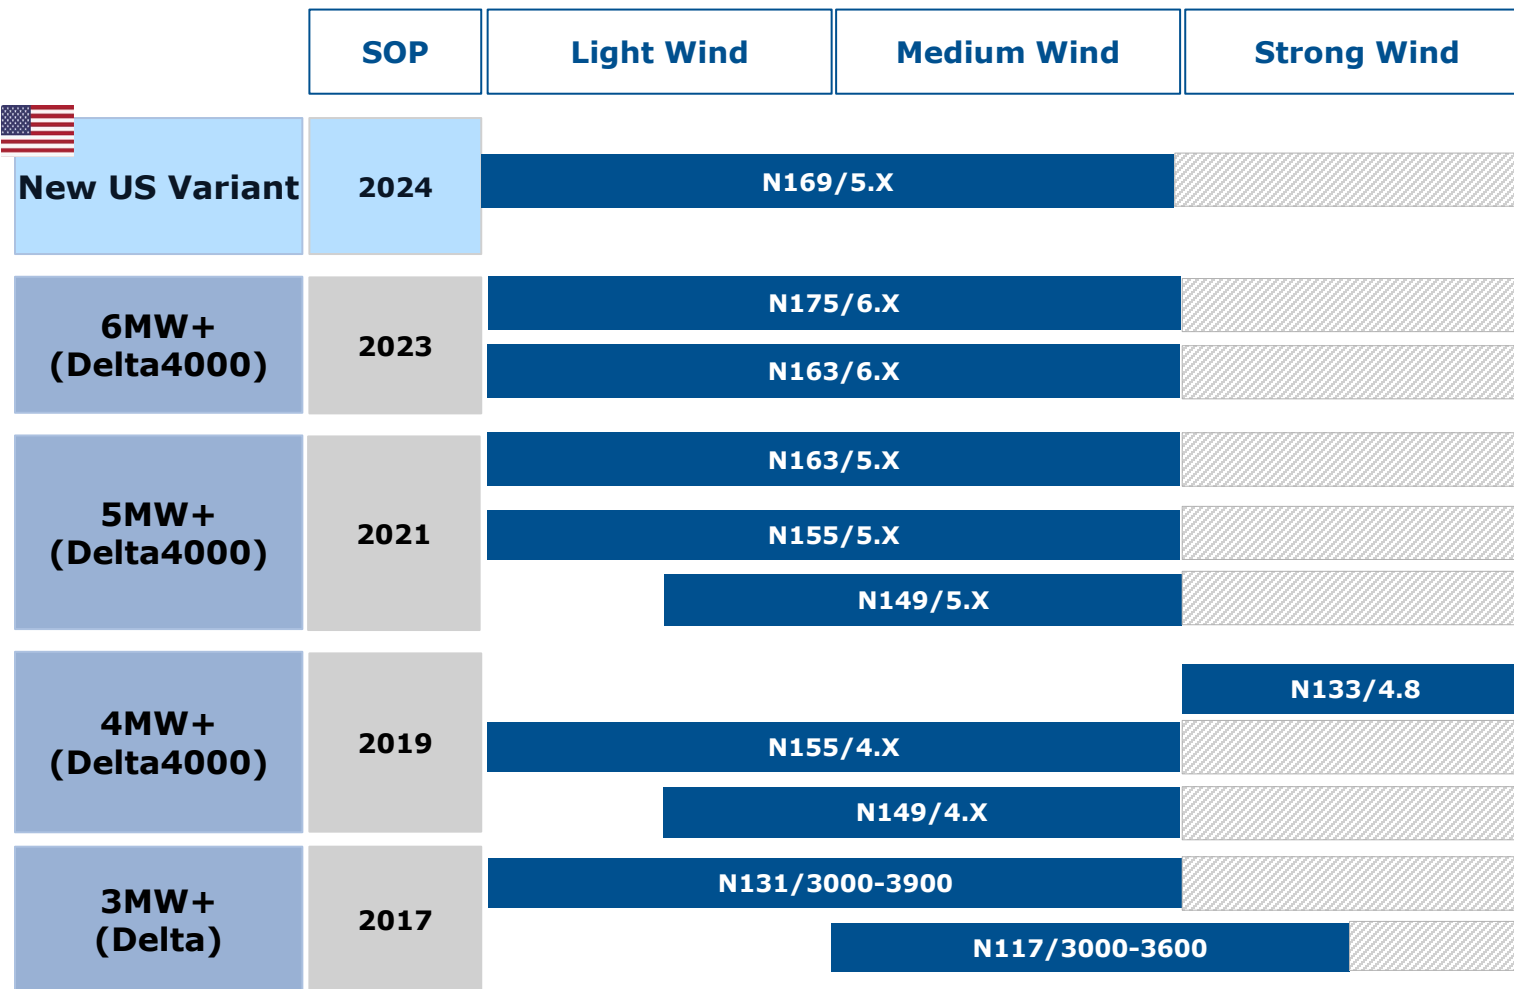 SOP
Light Wind
Medium Wind
Strong Wind
New US Variant
2024
N169/5.X
6MW+
(Delta4000)
2023
N175/6.X
N163/6.X
5MW+
(Delta4000)
2021
N163/5.X
N155/5.X
N149/5.X
4MW+
(Delta4000)
2019
N133/4.8
N155/4.X
N149/4.X
3MW+
(Delta)
2017
N131/3000-3900
N117/3000-3600